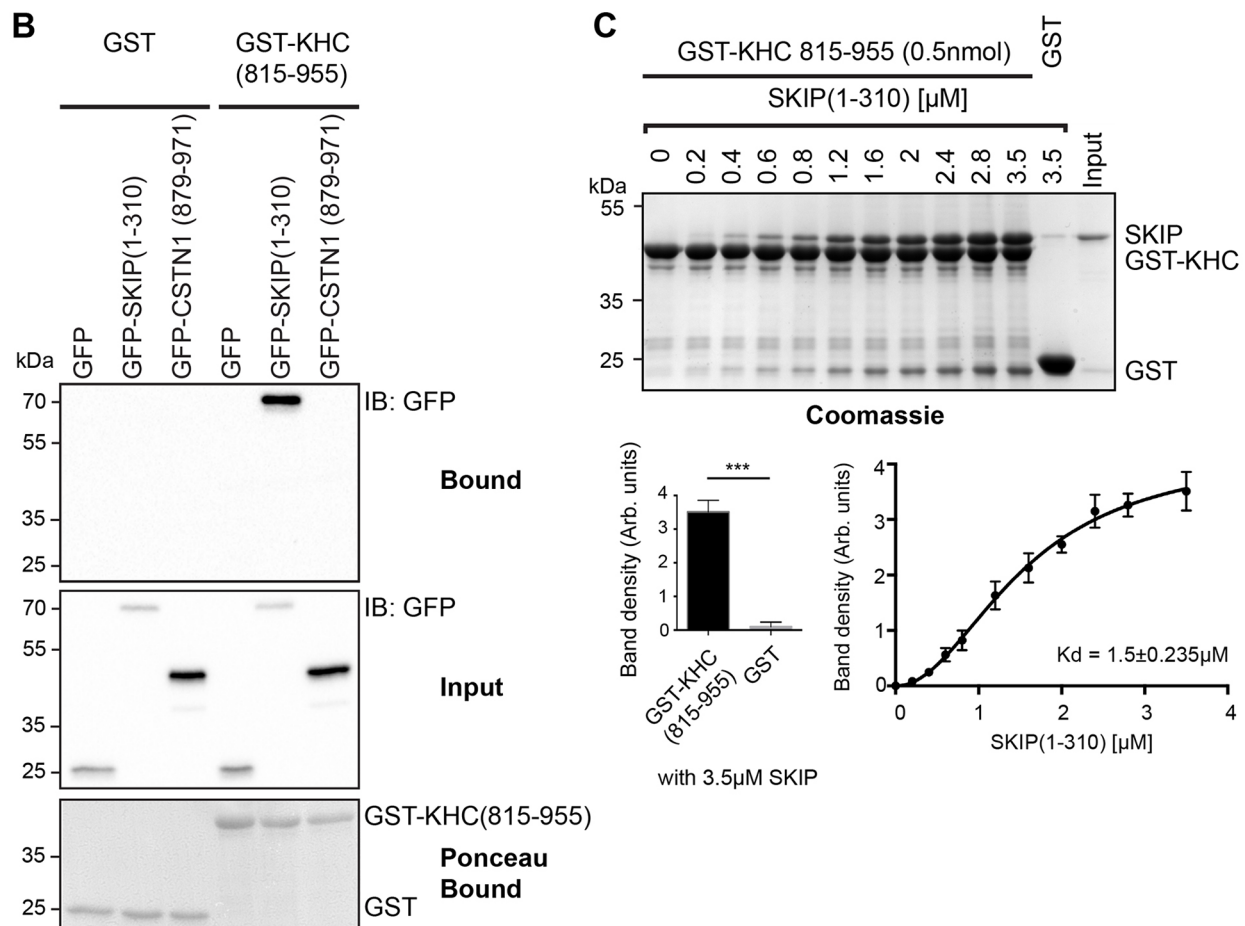 B
GST
GST-KHC
(815-955)
GFP
GFP-SKIP(1-310)
GFP-CSTN1 (879-971)
GFP
GFP-SKIP(1-310)
GFP-CSTN1 (879-971)
kDa
70
55
35
25
IB: GFP
Bound
70
55
35
25
IB: GFP
Input
35
25
GST-KHC(815-955)
Ponceau
Bound
GST
C
GST-KHC 815-955 (0.5nmol)
GST
SKIP(1-310) [µM]
0 0.2 0.4 0.6 0.8 1.2 1.6 2 2.4 2.8 3.5 3.5 Input
kDa
55
35
25
SKIP
GST-KHC
GST
Coomassie
Band density (Arb. units)
4
3
2
1
0
***
GST-KHC
(815-955)
GST
with 3.5µM SKIP
Band density (Arb. units)
4
3
2
1
0
Kd = 1.5±0.235µM
0 1 2 3 4
SKIP(1-310) [µM]